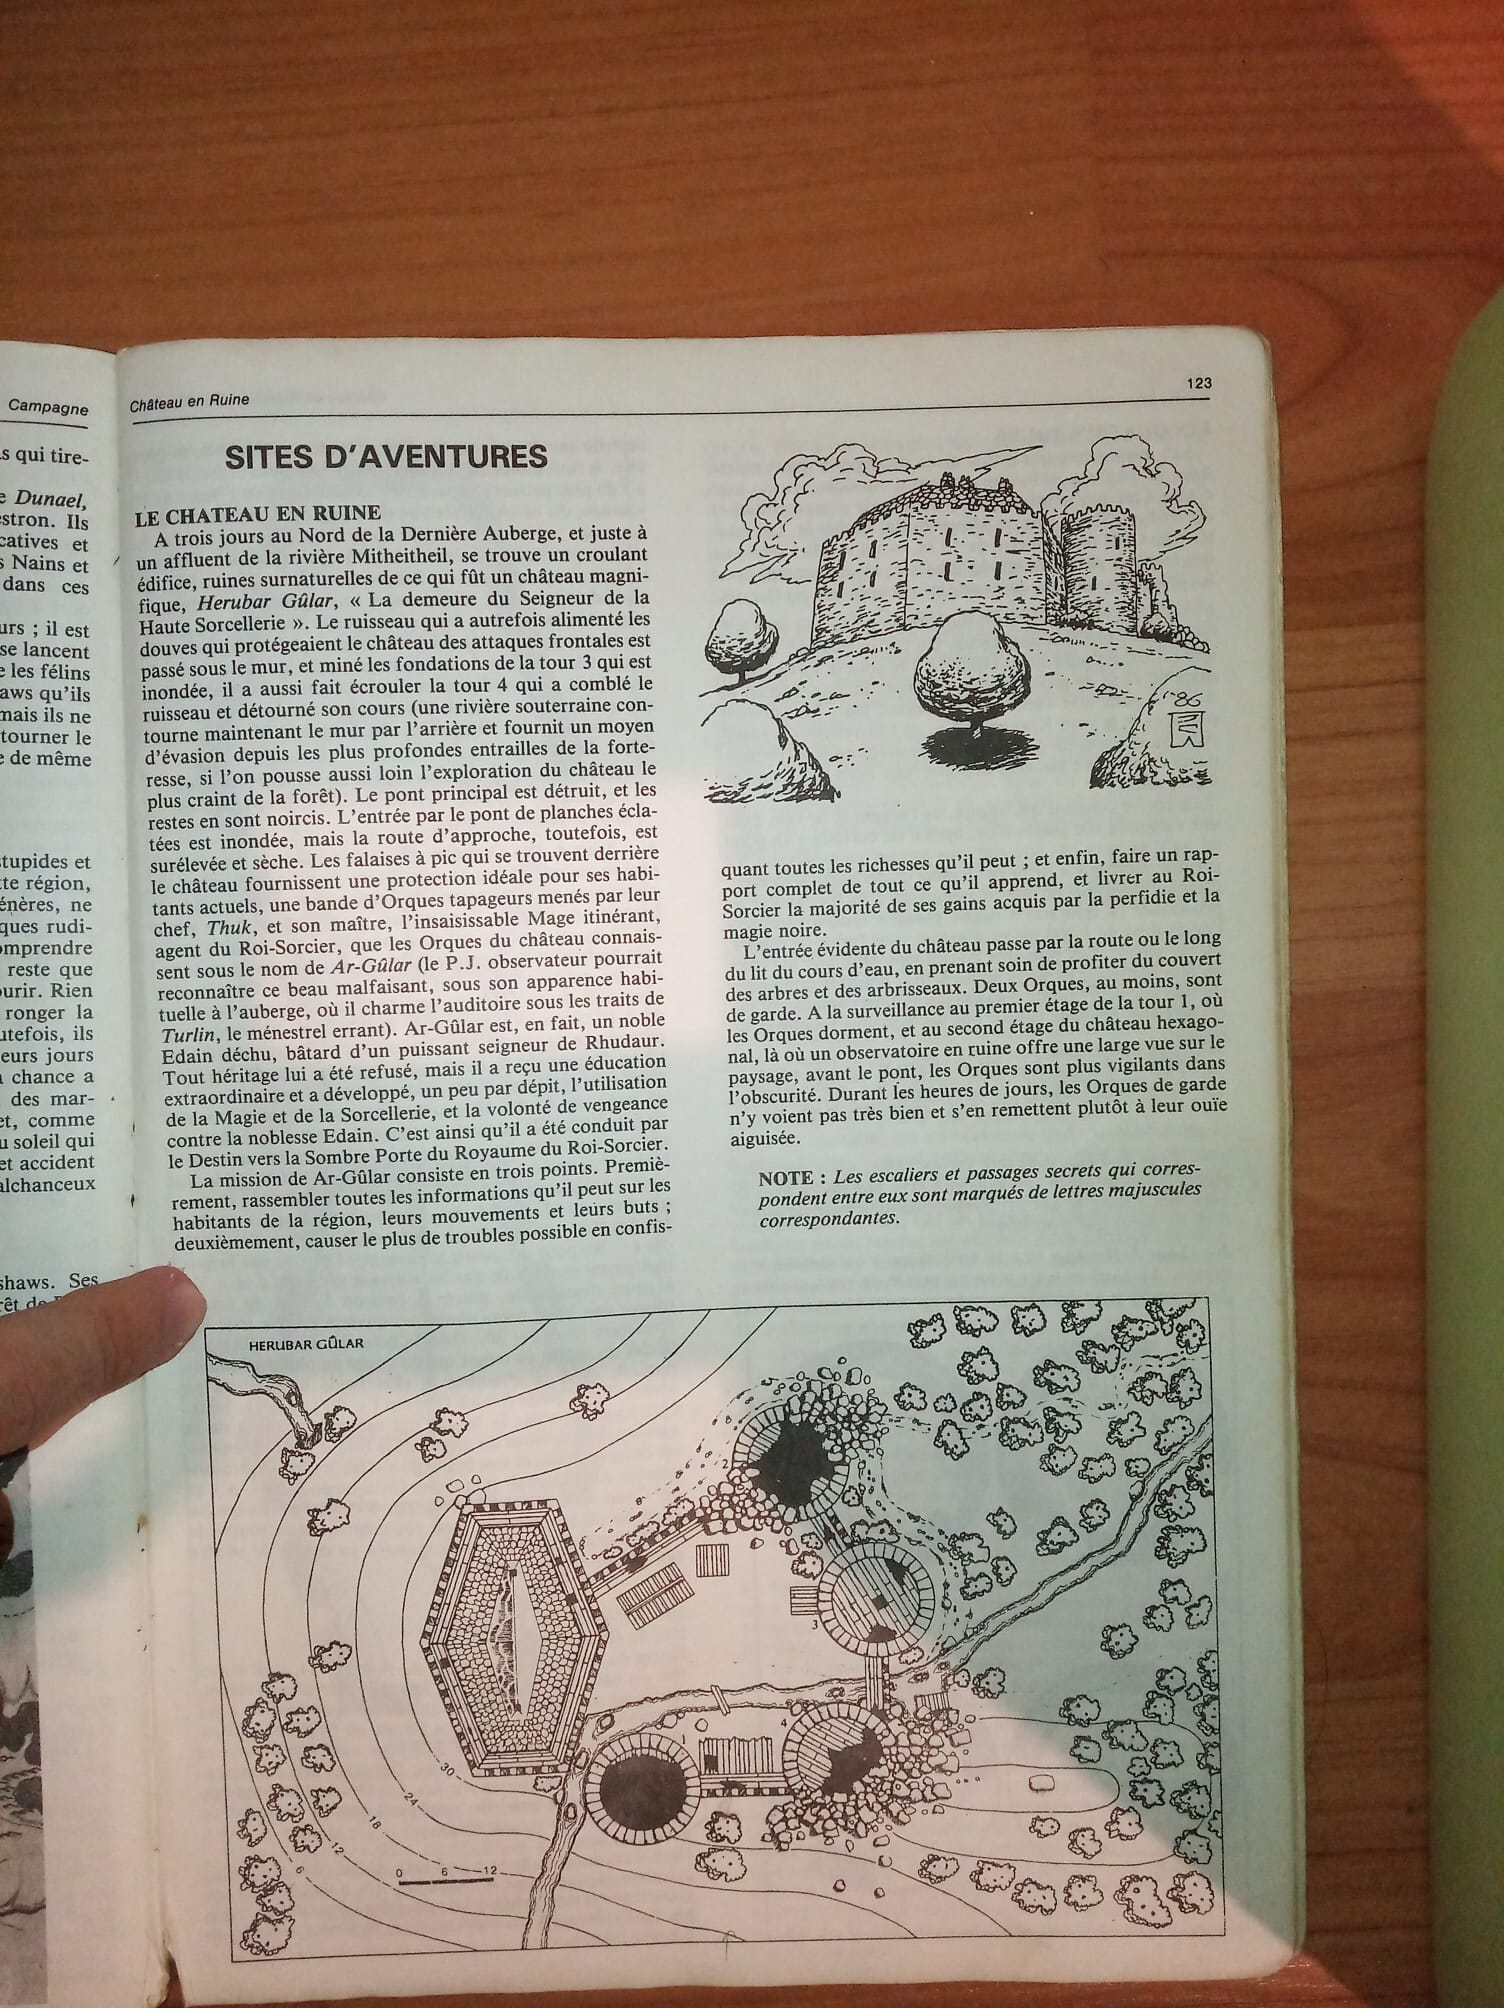 Campagne
s qui tire-
e Dunael,
estron. Ils
catives et
s Nains et
dans ces
urs ; il est
se lancent
e les félins
aws qu'ils
mais ils ne
tourner le
e de même
stupides et
te région,
énères, ne
ques rudi-
omprendre
reste que
ourir. Rien
ronger la
utefois, ils
eurs jours
a chance a
des mar-
et, comme
u soleil qui
et accident
alchanceux
shaws. Ses
rêt de
Château en Ruine
123
SITES D'AVENTURES
LE CHATEAU EN RUINE
A trois jours au Nord de la Dernière Auberge, et juste à
un affluent de la rivière Mitheitheil, se trouve un croulant
édifice, ruines surnaturelles de ce qui fût un château magni-
fique, Herubar Gûlar, « La demeure du Seigneur de la
Haute Sorcellerie ». Le ruisseau qui a autrefois alimenté les
douves qui protégeaient le château des attaques frontales est
passé sous le mur, et miné les fondations de la tour 3 qui est
inondée, il a aussi fait écrouler la tour 4 qui a comblé le
ruisseau et détourné son cours (une rivière souterraine con-
tourne maintenant le mur par l'arrière et fournit un moyen
d'évasion depuis les plus profondes entrailles de la forte-
resse, si l'on pousse aussi loin l'exploration du château le
plus craint de la forêt). Le pont principal est détruit, et les
restes en sont noircis. L'entrée par le pont de planches écla-
tées est inondée, mais la route d'approche, toutefois, est
surélevée et sèche. Les falaises à pic qui se trouvent derrière
le château fournissent une protection idéale pour ses habi-
tants actuels, une bande d'Orques tapageurs menés par leur
chef, Thuk, et son maître, l'insaisissable Mage itinérant,
agent du Roi-Sorcier, que les Orques du château connais-
sent sous le nom de Ar-Gûlar (le P.J. observateur pourrait
reconnaître ce beau malfaisant, sous son apparence habi-
tuelle à l'auberge, où il charme l'auditoire sous les traits de
Turlin, le ménestrel errant). Ar-Gûlar est, en fait, un noble
Edain déchu, bâtard d'un puissant seigneur de Rhudaur.
Tout héritage lui a été refusé, mais il a reçu une éducation
extraordinaire et a développé, un peu par dépit, l'utilisation
de la Magie et de la Sorcellerie, et la volonté de vengeance
contre la noblesse Edain. C'est ainsi qu'il a été conduit par
le Destin vers la Sombre Porte du Royaume du Roi-Sorcier.
La mission de Ar-Gûlar consiste en trois points. Premiè-
rement, rassembler toutes les informations qu'il peut sur les
habitants de la région, leurs mouvements et leurs buts ;
deuxièmement, causer le plus de troubles possible en confis-
86
quant toutes les richesses qu'il peut ; et enfin, faire un rap-
port complet de tout ce qu'il apprend, et livrer au Roi-
Sorcier la majorité de ses gains acquis par la perfidie et la
magie noire.
L'entrée évidente du château passe par la route ou le long
du lit du cours d'eau, en prenant soin de profiter du couvert
des arbres et des arbrisseaux. Deux Orques, au moins, sont
de garde. A la surveillance au premier étage de la tour 1, où
les Orques dorment, et au second étage du château hexago-
nal, là où un observatoire en ruine offre une large vue sur le
paysage, avant le pont, les Orques sont plus vigilants dans
l'obscurité. Durant les heures de jours, les Orques de garde
n'y voient pas très bien et s'en remettent plutôt à leur ouïe
aiguisée.
NOTE : Les escaliers et passages secrets qui corres-
pondent entre eux sont marqués de lettres majuscules
correspondantes.
HERUBAR GÛLAR
2
3
4
1
30
24
18
12
6
0 6 12